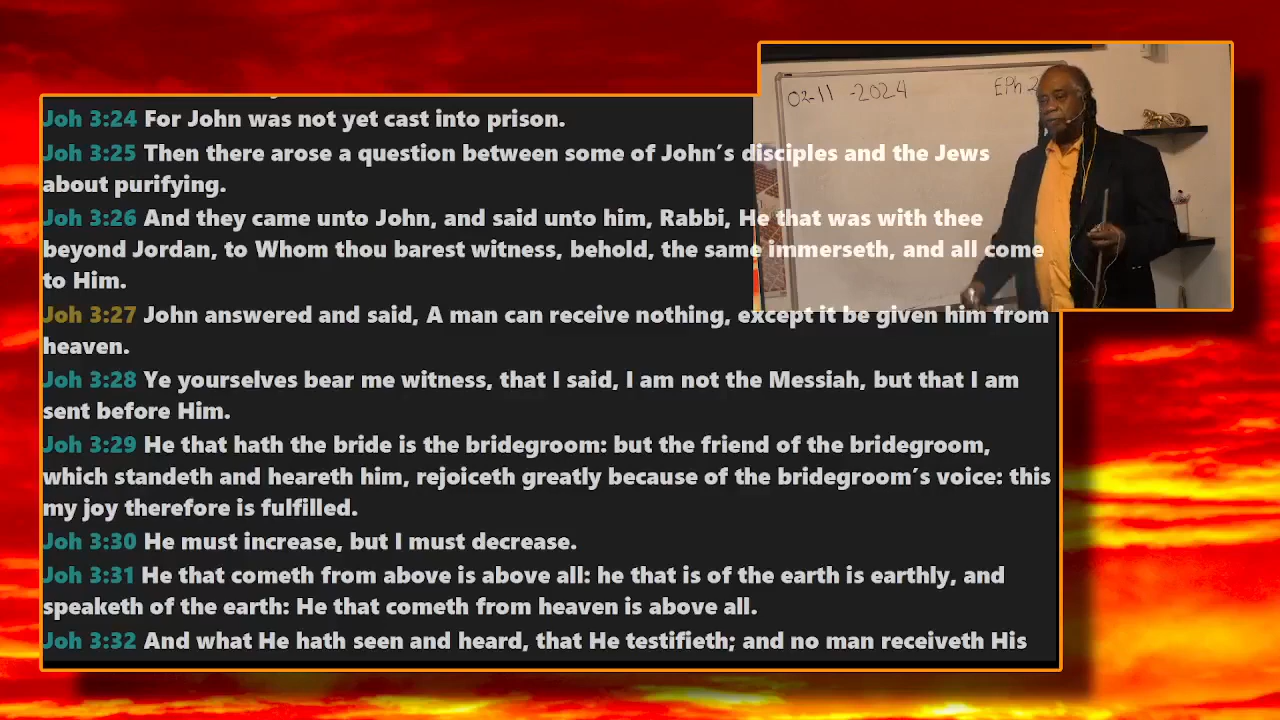 02-11 -2024
EPh 2
Joh 3:24 For John was not yet cast into prison.
Joh 3:25 Then there arose a question between some of John’s disciples and the Jews
about purifying.
Joh 3:26 And they came unto John, and said unto him, Rabbi, He that was with thee
beyond Jordan, to Whom thou barest witness, behold, the same immerseth, and all come
to Him.
Joh 3:27 John answered and said, A man can receive nothing, except it be given him from
heaven.
Joh 3:28 Ye yourselves bear me witness, that I said, I am not the Messiah, but that I am
sent before Him.
Joh 3:29 He that hath the bride is the bridegroom: but the friend of the bridegroom,
which standeth and heareth him, rejoiceth greatly because of the bridegroom’s voice: this
my joy therefore is fulfilled.
Joh 3:30 He must increase, but I must decrease.
Joh 3:31 He that cometh from above is above all: he that is of the earth is earthly, and
speaketh of the earth: He that cometh from heaven is above all.
Joh 3:32 And what He hath seen and heard, that He testifieth; and no man receiveth His